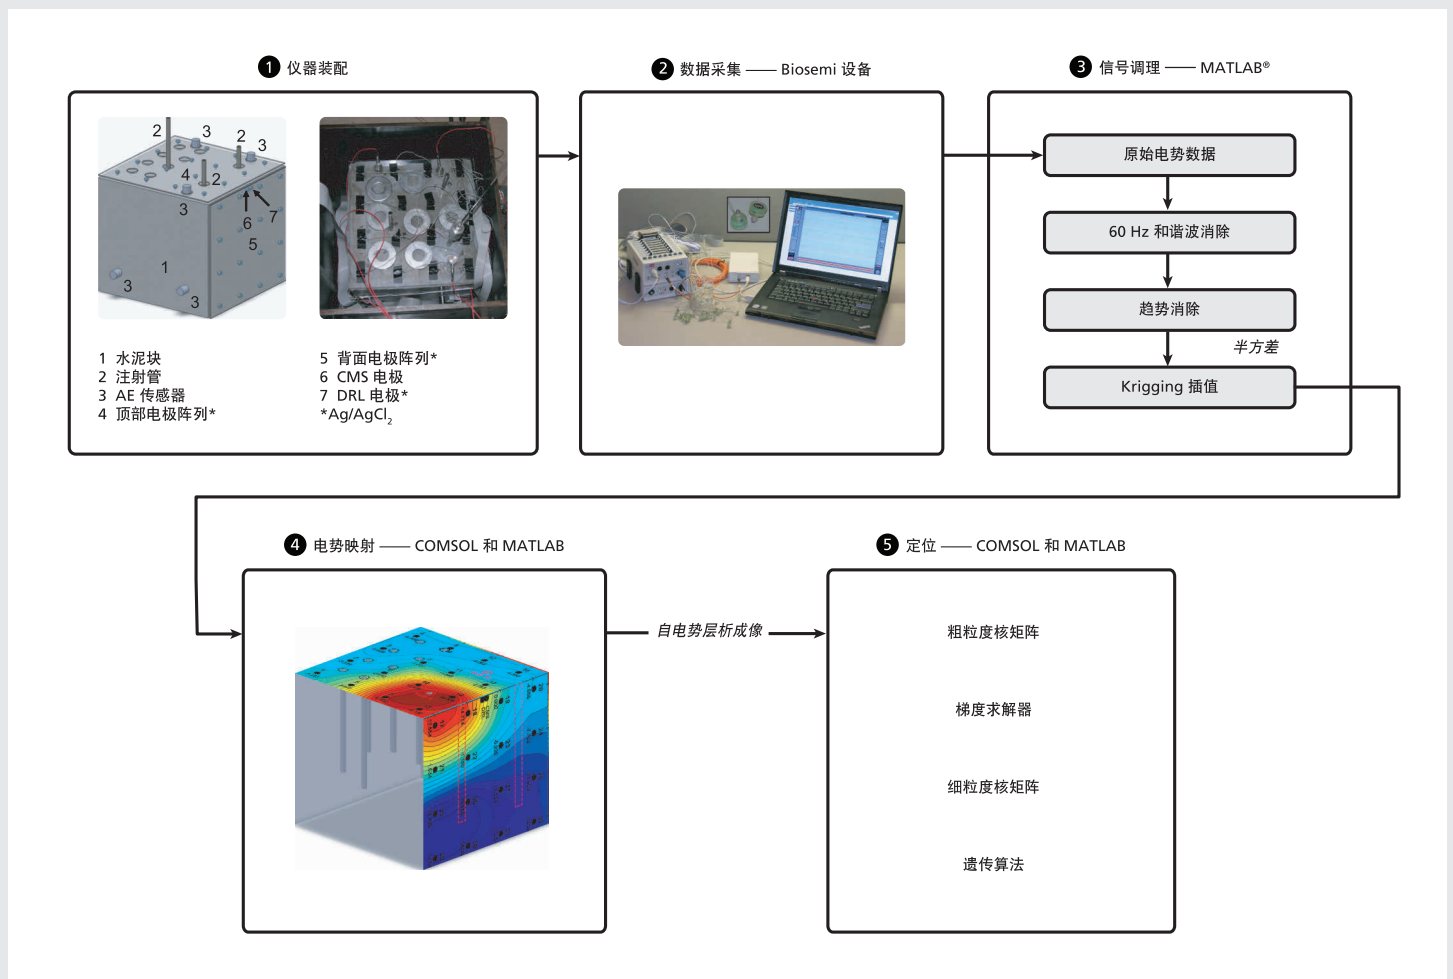 1 仪器装配
2 数据采集 —— Biosemi 设备
3 信号调理 —— MATLAB®
2
3
2
3
4
2
3
6
7
5
1
3
3
1 水泥块
2 注射管
3 AE 传感器
4 顶部电极阵列*
5 背面电极阵列*
6 CMS 电极
7 DRL 电极*
*Ag/AgCl2
原始电势数据
60 Hz 和谐波消除
趋势消除
半方差
Krigging 插值
4 电势映射 —— COMSOL 和 MATLAB
5 定位 —— COMSOL 和 MATLAB
自电势层析成像
粗粒度核矩阵
梯度求解器
细粒度核矩阵
遗传算法